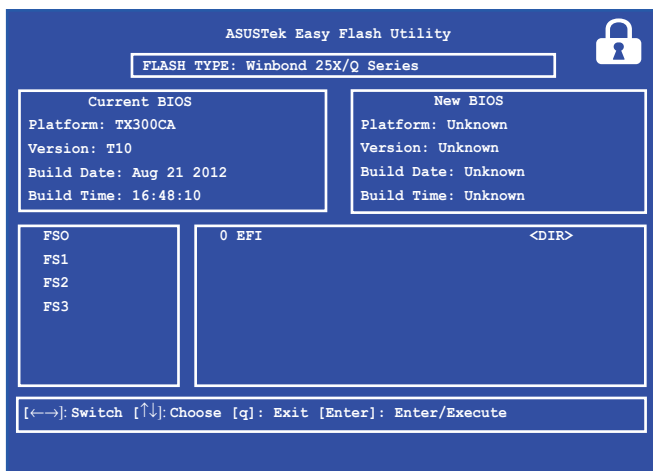 ASUSTek Easy Flash Utility
FLASH TYPE: Winbond 25X/Q Series
Current BIOS
Platform: TX300CA
Version: T10
Build Date: Aug 21 2012
Build Time: 16:48:10
New BIOS
Platform: Unknown
Version: Unknown
Build Date: Unknown
Build Time: Unknown
FSO
FS1
FS2
FS3
0 EFI <DIR>
[←→]: Switch [↑↓]: Choose [q]: Exit [Enter]: Enter/Execute